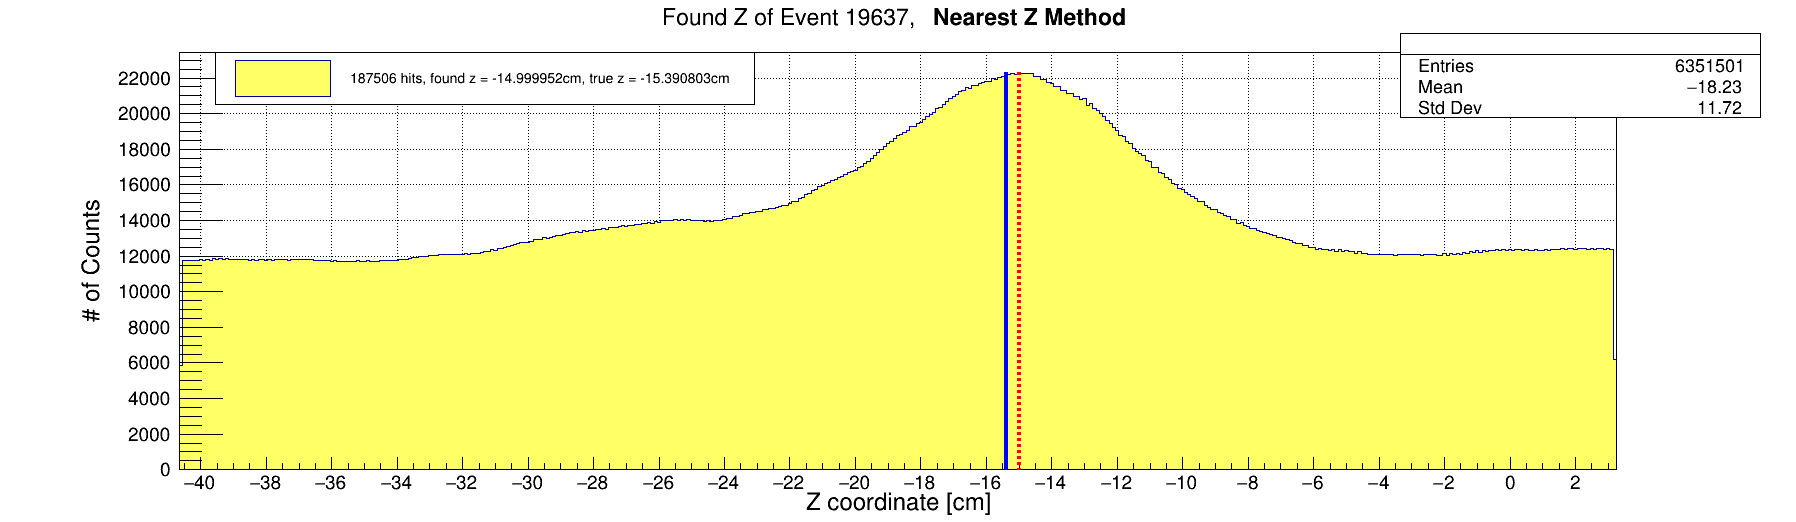 Found Z of Event 19637, Nearest Z Method
187506 hits, found z = -14.999952cm, true z = -15.390803cm
Entries 6351501
Mean −18.23
Std Dev 11.72
# of Counts
22000
20000
18000
16000
14000
12000
10000
8000
6000
4000
2000
0
−40 −38 −36 −34 −32 −30 −28 −26 −24 −22 −20 −18 −16 −14 −12 −10 −8 −6 −4 −2 0 2
Z coordinate [cm]